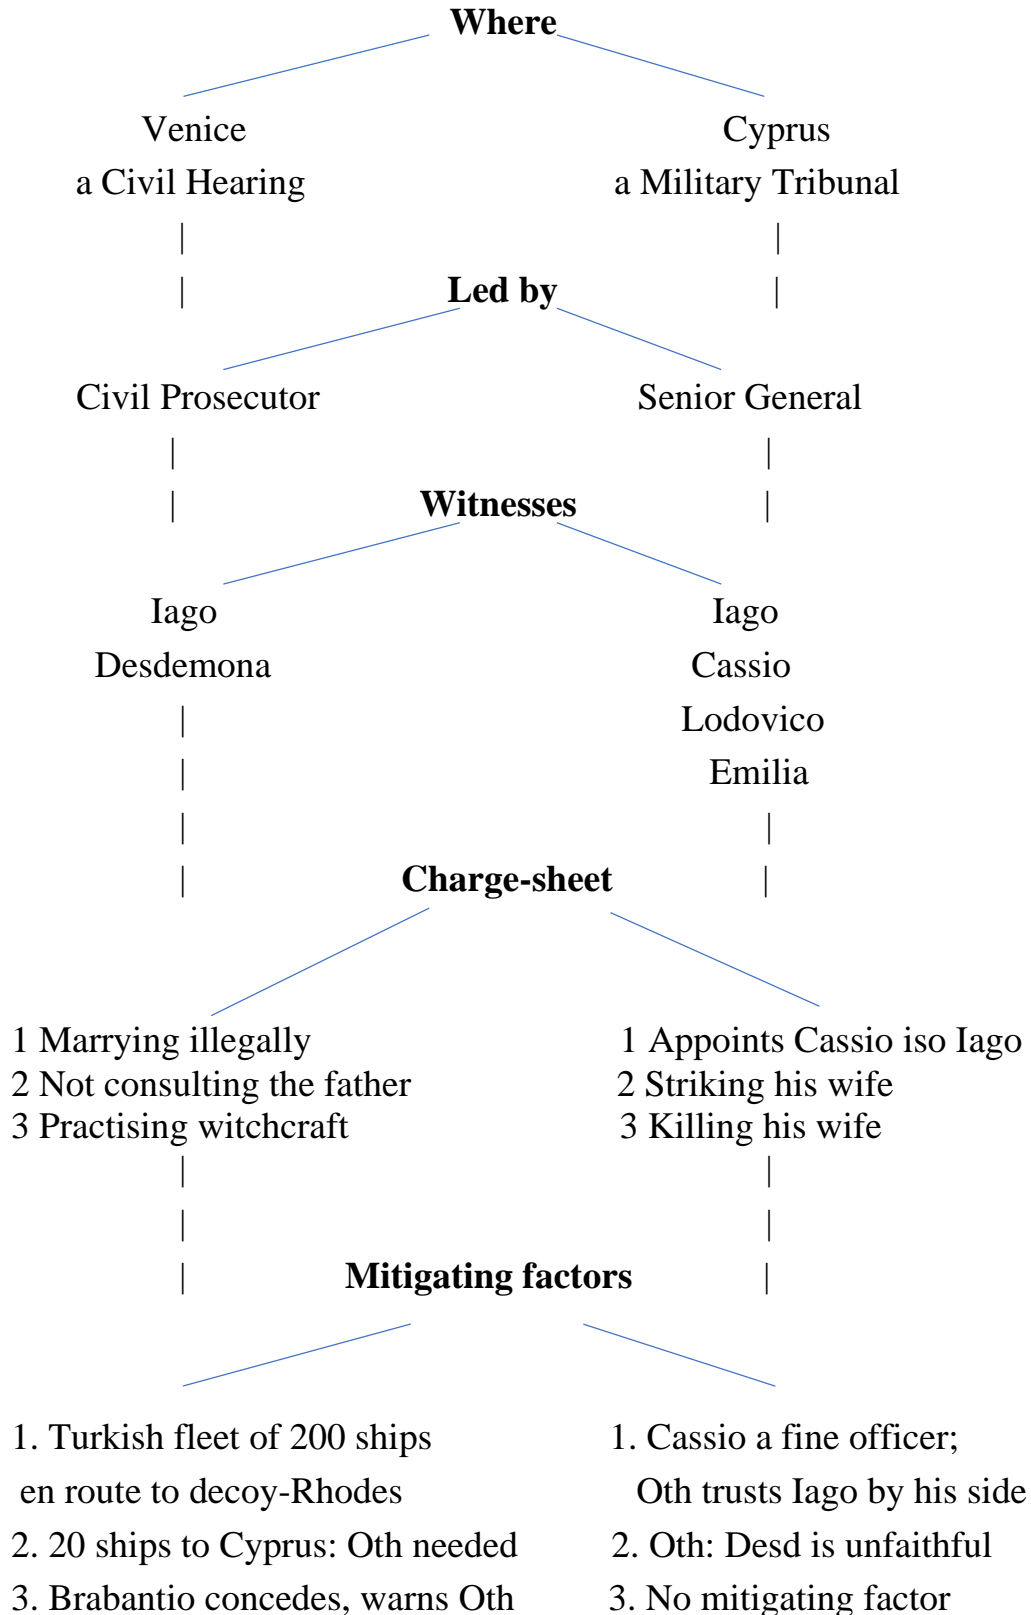 Where
Venice Cyprus
a Civil Hearing a Military Tribunal
| |
| Led by |
Civil Prosecutor Senior General
| |
| Witnesses |
Iago Iago
Desdemona Cassio
| Lodovico
| Emilia
| |
| Charge-sheet |
1 Marrying illegally 1 Appoints Cassio iso Iago
2 Not consulting the father 2 Striking his wife
3 Practising witchcraft 3 Killing his wife
| |
| |
| Mitigating factors |
1. Turkish fleet of 200 ships 1. Cassio a fine officer;
en route to decoy-Rhodes Oth trusts Iago by his side
2. 20 ships to Cyprus: Oth needed 2. Oth: Desd is unfaithful
3. Brabantio concedes, warns Oth 3. No mitigating factor